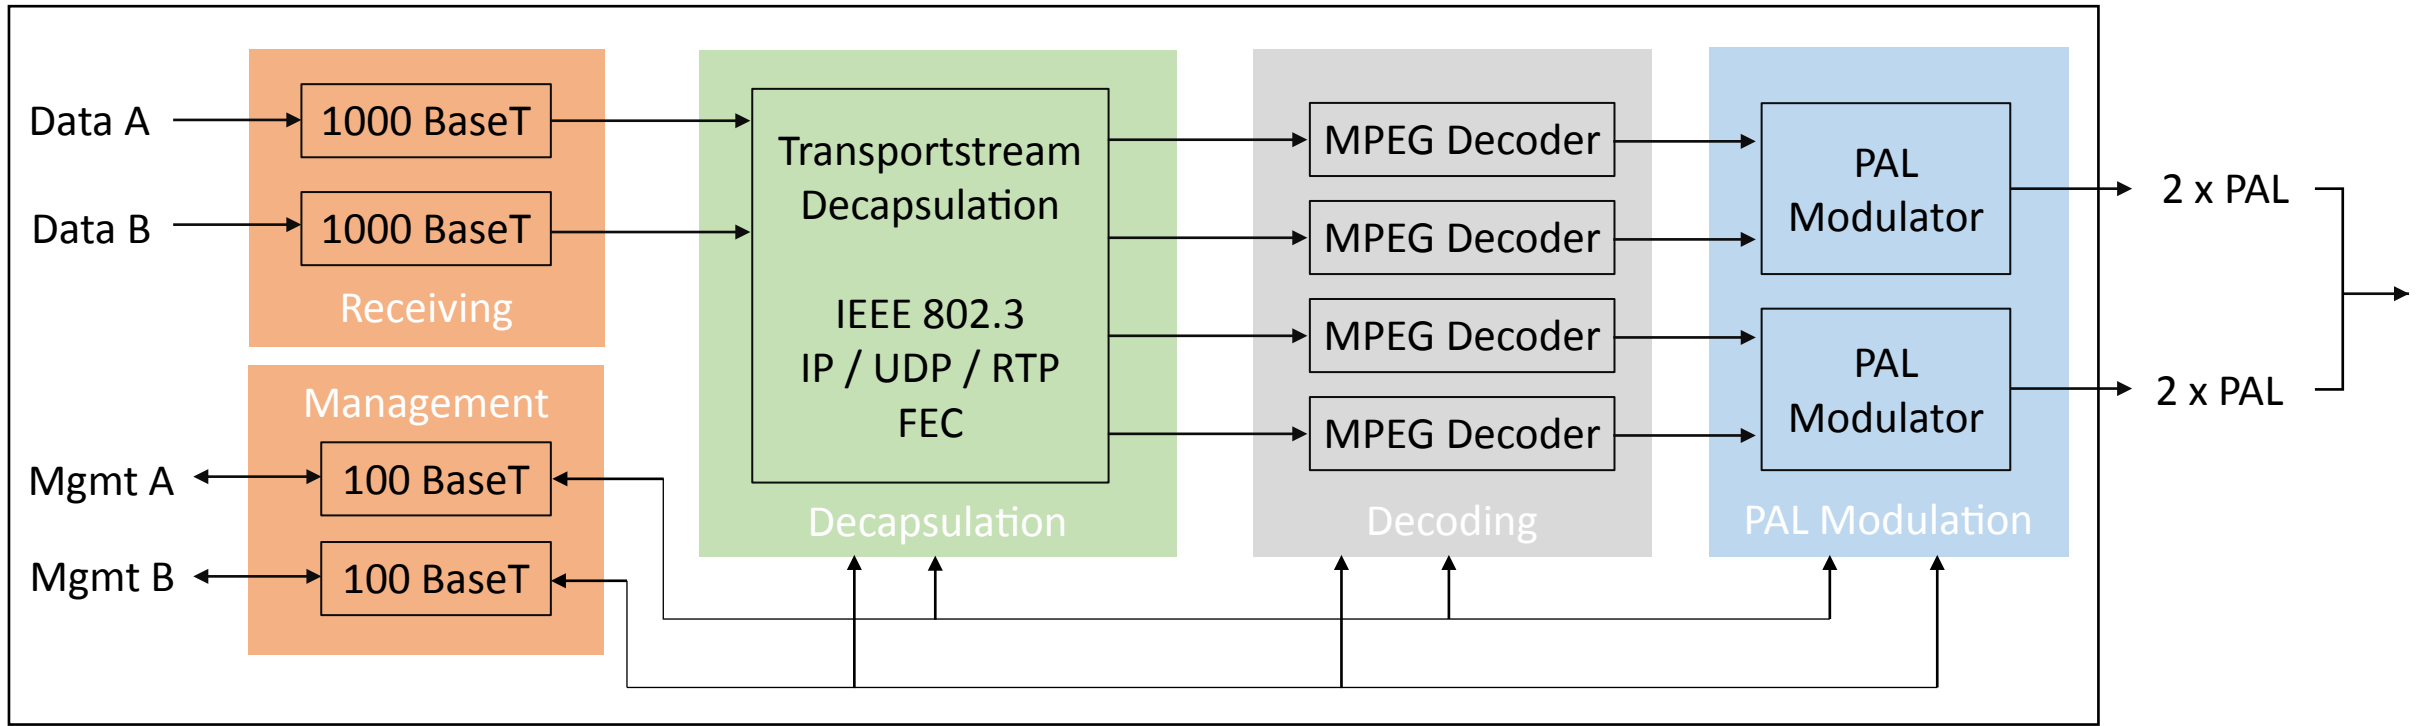 Data A
1000 BaseT
Data B
1000 BaseT
Receiving
Management
Mgmt A
100 BaseT
Mgmt B
100 BaseT
Transportstream
Decapsulation
IEEE 802.3
IP / UDP / RTP
FEC
Decapsulation
MPEG Decoder
MPEG Decoder
MPEG Decoder
MPEG Decoder
Decoding
PAL
Modulator
PAL
Modulator
PAL Modulation
2 x PAL
2 x PAL